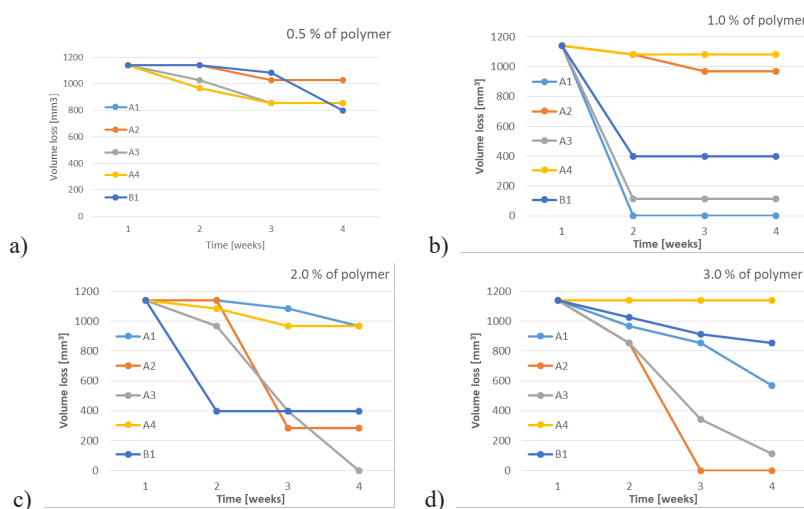 0.5 % of polymer
Volume loss [mm3]
1200
1000
800
600
400
200
0
A1
A2
A3
A4
B1
1 2 3 4
Time [weeks]
a)
1.0 % of polymer
Volume loss [mm³]
1200
1000
800
600
400
200
0
A1
A2
A3
A4
B1
1 2 3 4
Time [weeks]
b)
2.0 % of polymer
Volume loss [mm³]
1200
1000
800
600
400
200
0
A1
A2
A3
A4
B1
1 2 3 4
Time [weeks]
c)
3.0 % of polymer
Volume loss [mm³]
1200
1000
800
600
400
200
0
A1
A2
A3
A4
B1
1 2 3 4
Time [weeks]
d)